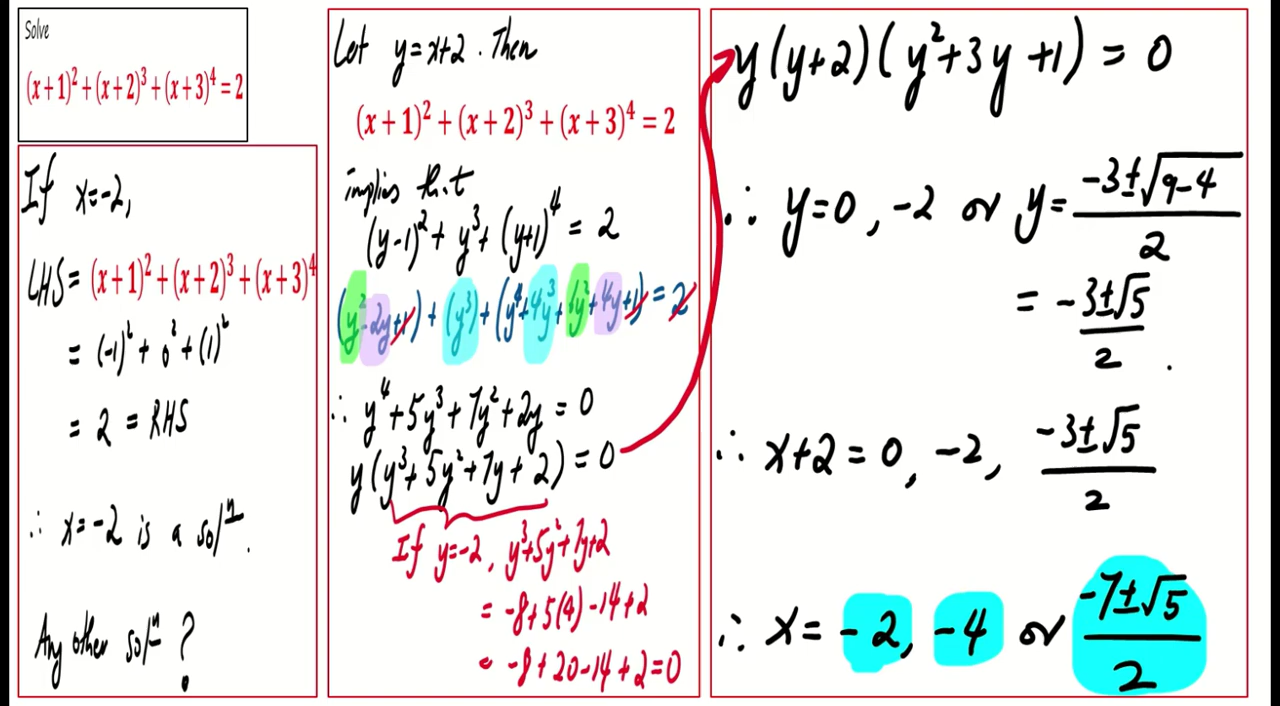 Solve
(x+1)²+(x+2)³+(x+3)⁴=2
If x=-2,
LHS= (x+1)²+(x+2)³+(x+3)⁴
= (-1)²+0²+(1)²
= 2 = RHS
∴ x=-2 is a solⁿ.
Any other solⁿ?
Let y=x+2. Then
(x+1)²+(x+2)³+(x+3)⁴=2
implies that
(y-1)²+y³+(y+1)⁴ = 2
(y²-2y+1)+(y³)+(y⁴+4y³+6y²+4y+1)=2
∴ y⁴+5y³+7y²+2y=0
y(y³+5y²+7y+2)=0
If y=-2, y³+5y²+7y+2
= -8+5(4)-14+2
= -8+20-14+2=0
y(y+2)(y²+3y+1)=0
∴ y=0, -2 or y= (-3±√9-4)/2
= (-3±√5)/2.
∴ x+2=0, -2, (-3±√5)/2
∴ x= -2, -4 or (-7±√5)/2